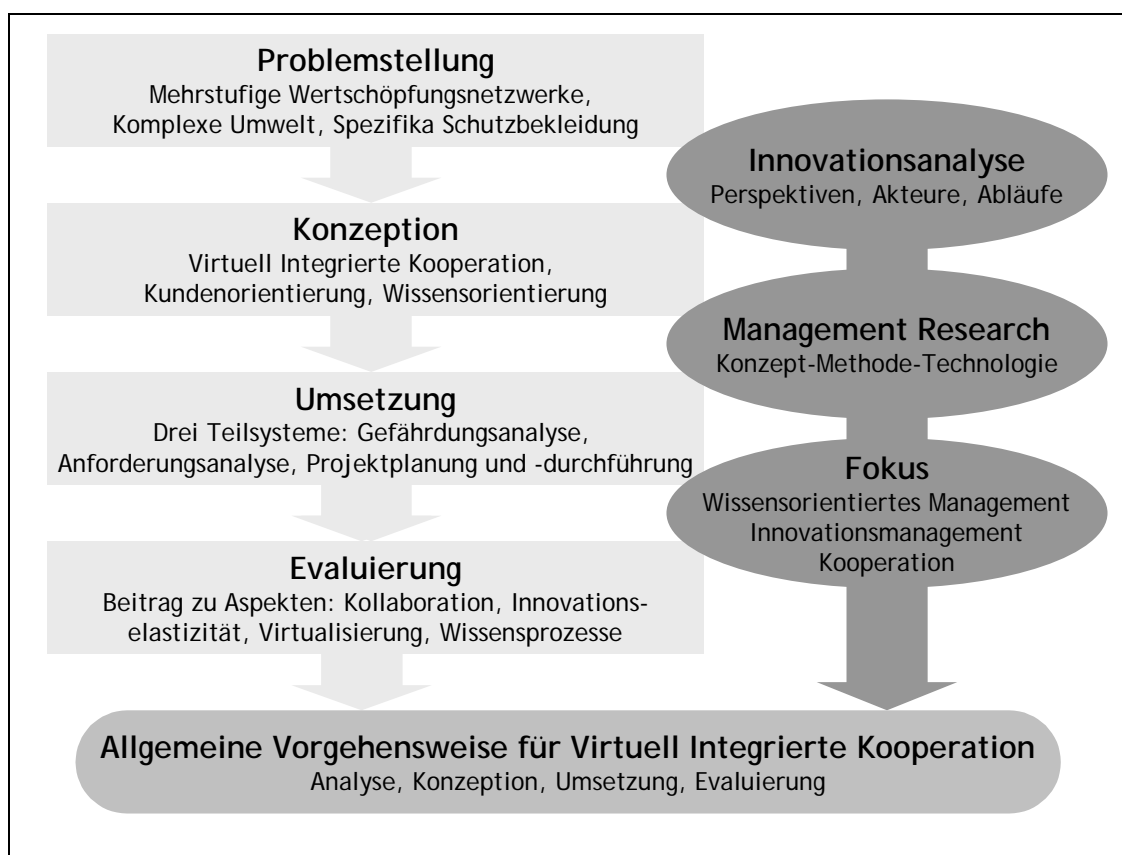 Problemstellung
Mehrstufige Wertschöpfungsnetzwerke,
Komplexe Umwelt, Spezifika Schutzbekleidung
Konzeption
Virtuell Integrierte Kooperation,
Kundenorientierung, Wissensorientierung
Umsetzung
Drei Teilsysteme: Gefährdungsanalyse,
Anforderungsanalyse, Projektplanung und -durchführung
Evaluierung
Beitrag zu Aspekten: Kollaboration, Innovations-
elastizität, Virtualisierung, Wissensprozesse
Innovationsanalyse
Perspektiven, Akteure, Abläufe
Management Research
Konzept-Methode-Technologie
Fokus
Wissensorientiertes Management
Innovationsmanagement
Kooperation
Allgemeine Vorgehensweise für Virtuell Integrierte Kooperation
Analyse, Konzeption, Umsetzung, Evaluierung